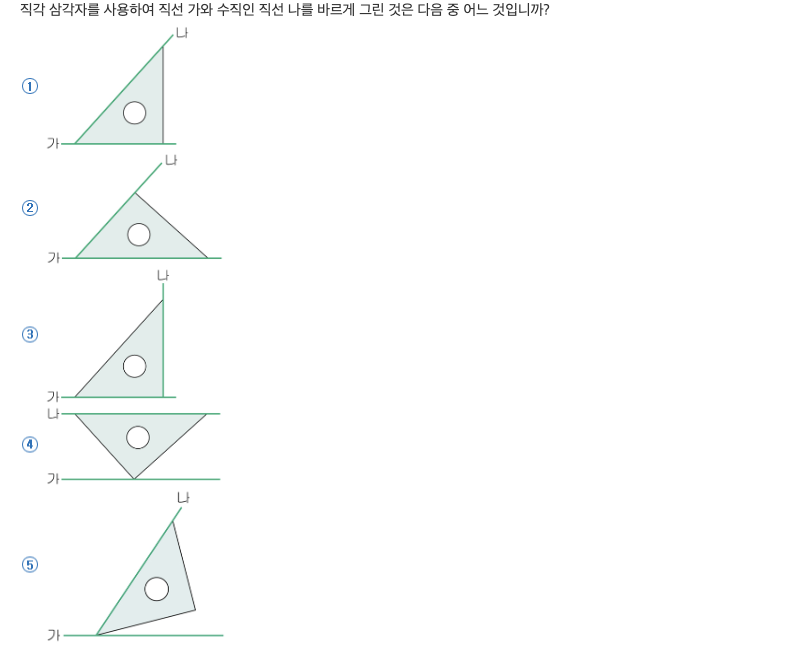 직각 삼각자를 사용하여 직선 가와 수직인 직선 나를 바르게 그린 것은 다음 중 어느 것입니까?
나
①
가
나
②
가
나
③
가
나
④
가
나
⑤
가